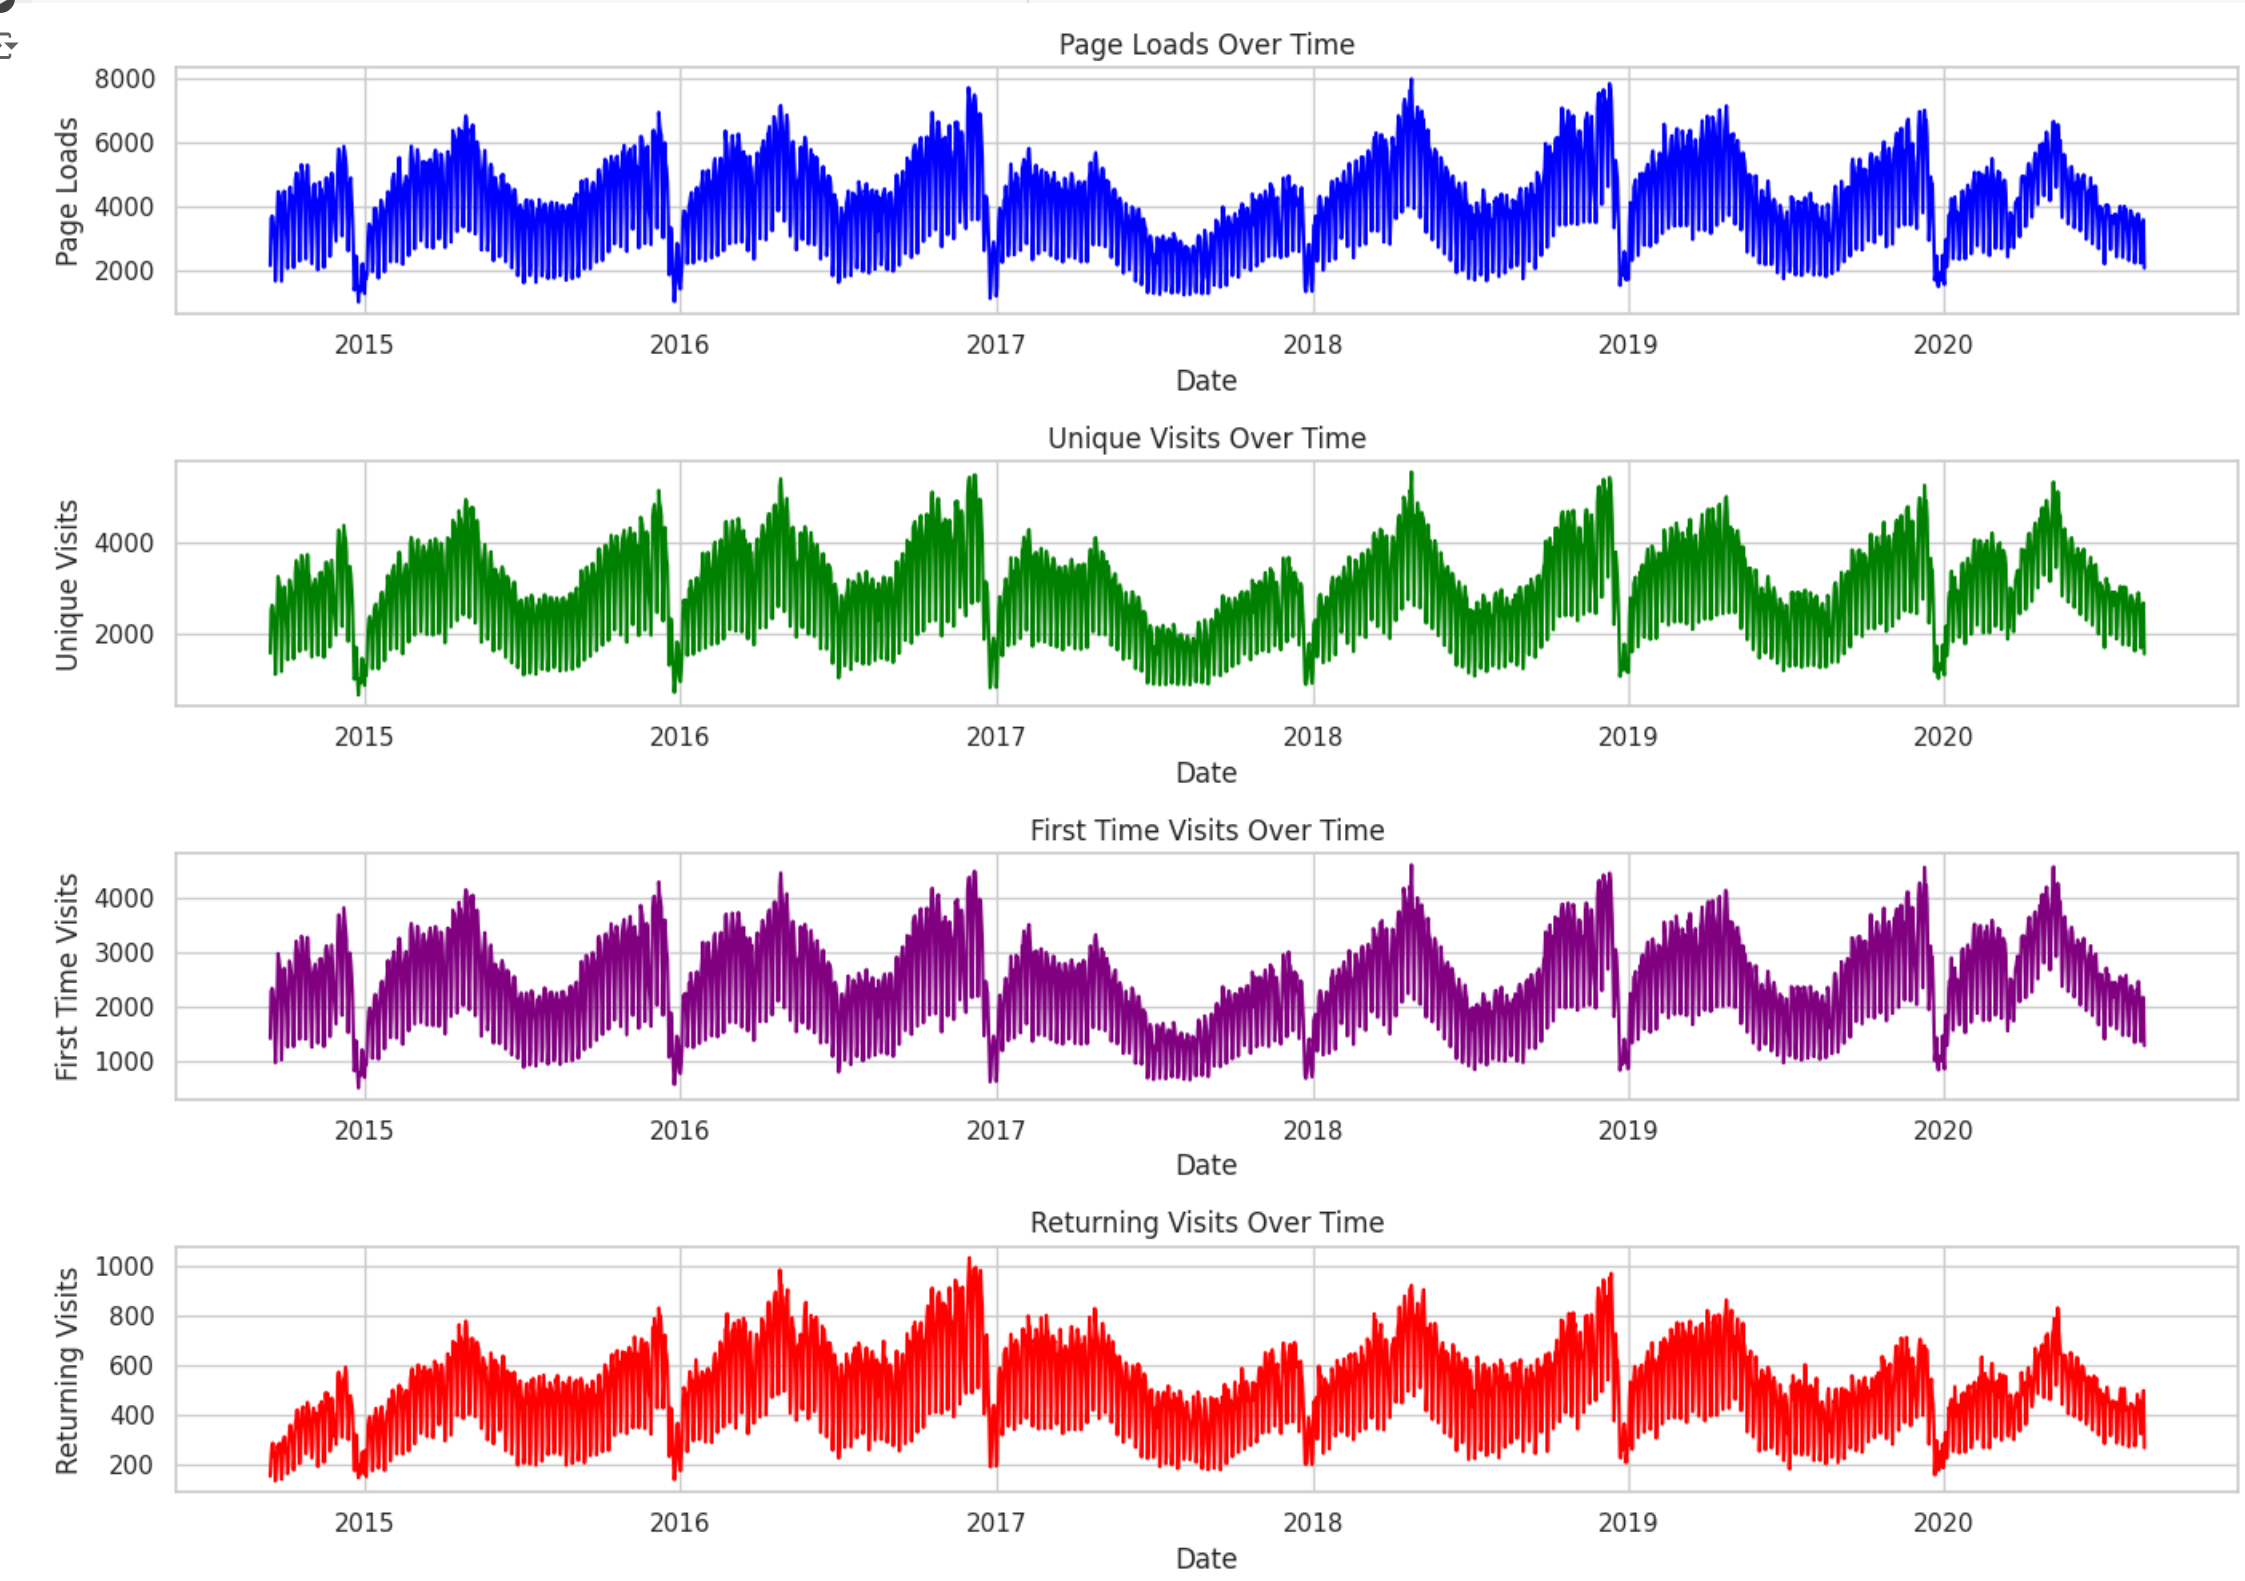 Page Loads Over Time
Page Loads
8000
6000
4000
2000
2015 2016 2017 2018 2019 2020
Date
Unique Visits Over Time
Unique Visits
4000
2000
2015 2016 2017 2018 2019 2020
Date
First Time Visits Over Time
First Time Visits
4000
3000
2000
1000
2015 2016 2017 2018 2019 2020
Date
Returning Visits Over Time
Returning Visits
1000
800
600
400
200
2015 2016 2017 2018 2019 2020
Date